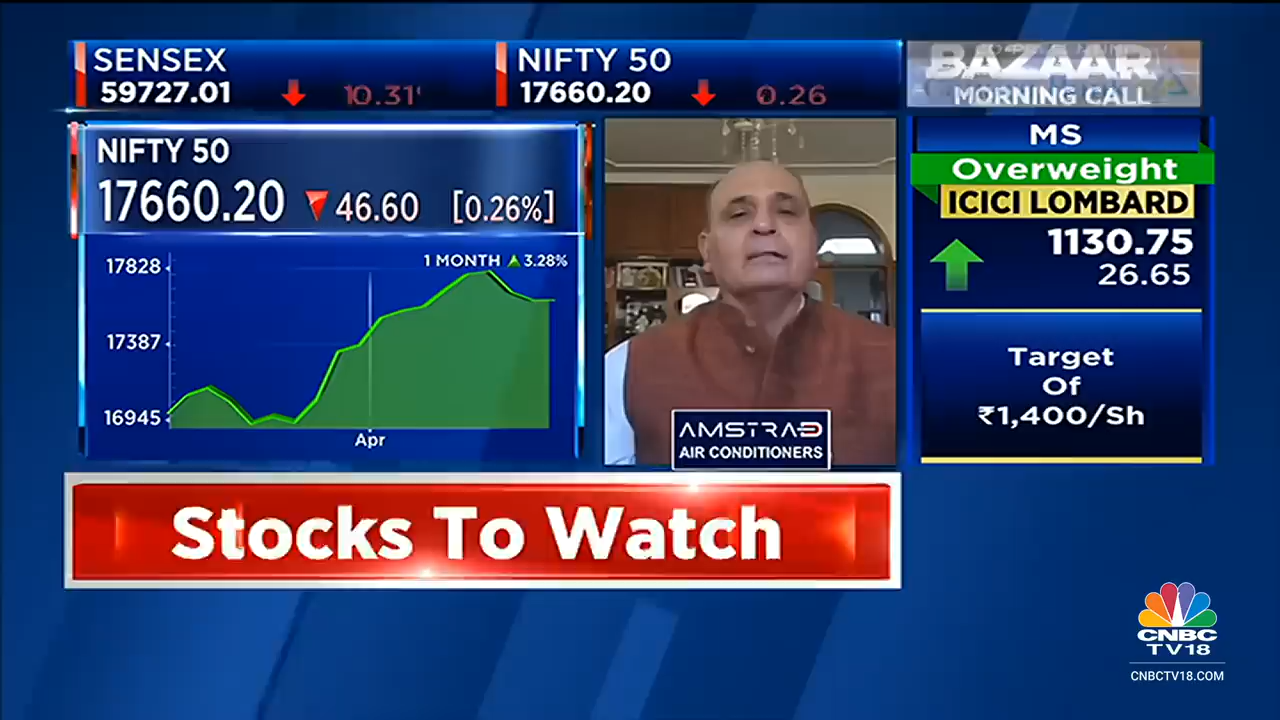 SENSEX
59727.01
NIFTY 50
17660.20
0.26
BAZAAR
MORNING CALL
NIFTY 50
17660.20
46.60
[0.26%]
1 MONTH
3.28%
17828
17387
16945
Apr
AMSTRAD
AIR CONDITIONERS
MS
Overweight
ICICI LOMBARD
1130.75
26.65
Target
Of
₹1,400/Sh
Stocks To Watch
CNBC
TV18
CNBCTV18.COM